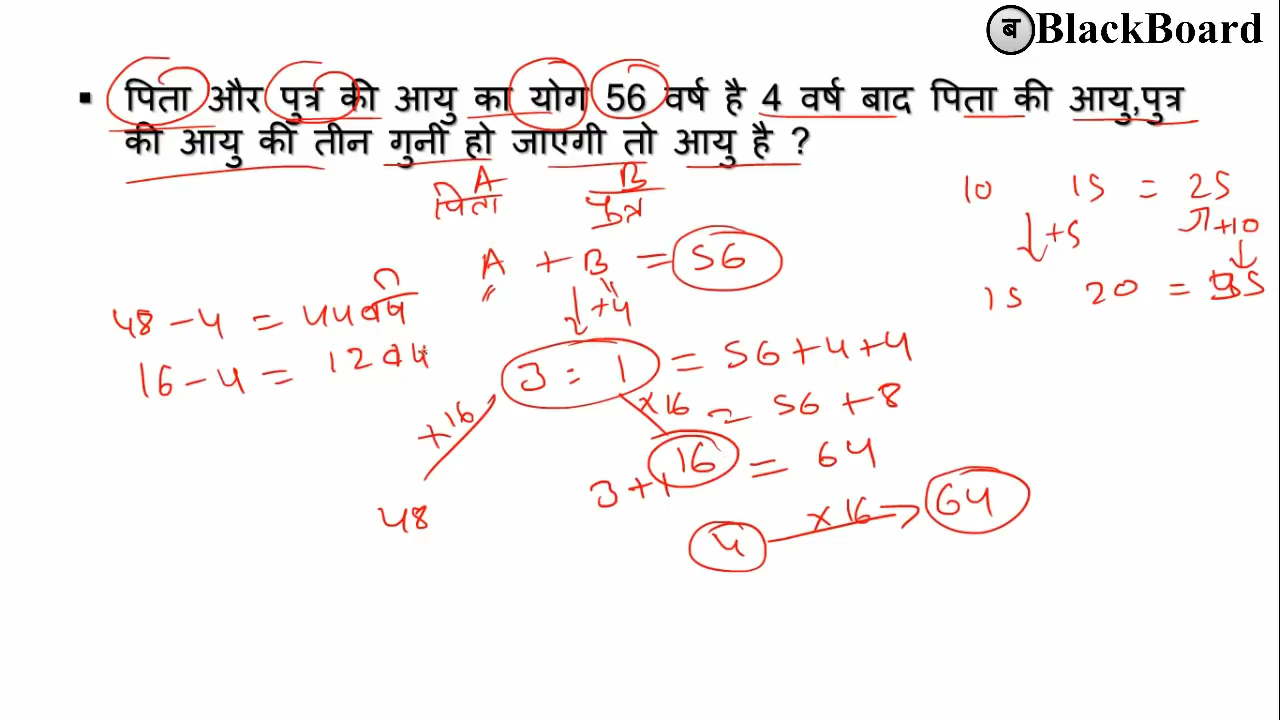 ब BlackBoard
▪ पिता और पुत्र की आयु का योग 56 वर्ष है 4 वर्ष बाद पिता की आयु,पुत्र
की आयु की तीन गुनी हो जाएगी तो आयु है ?
A B
पिता पुत्र
10 15 = 25
+5 +10
15 20 = 35
A + B = 56
+4
48 - 4 = 44 वर्ष
16 - 4 = 12 वर्ष
3 : 1 = 56 + 4 + 4
×16 ×16 = 56 + 8
16 = 64
3 + 1
48
4 ×16 → 64